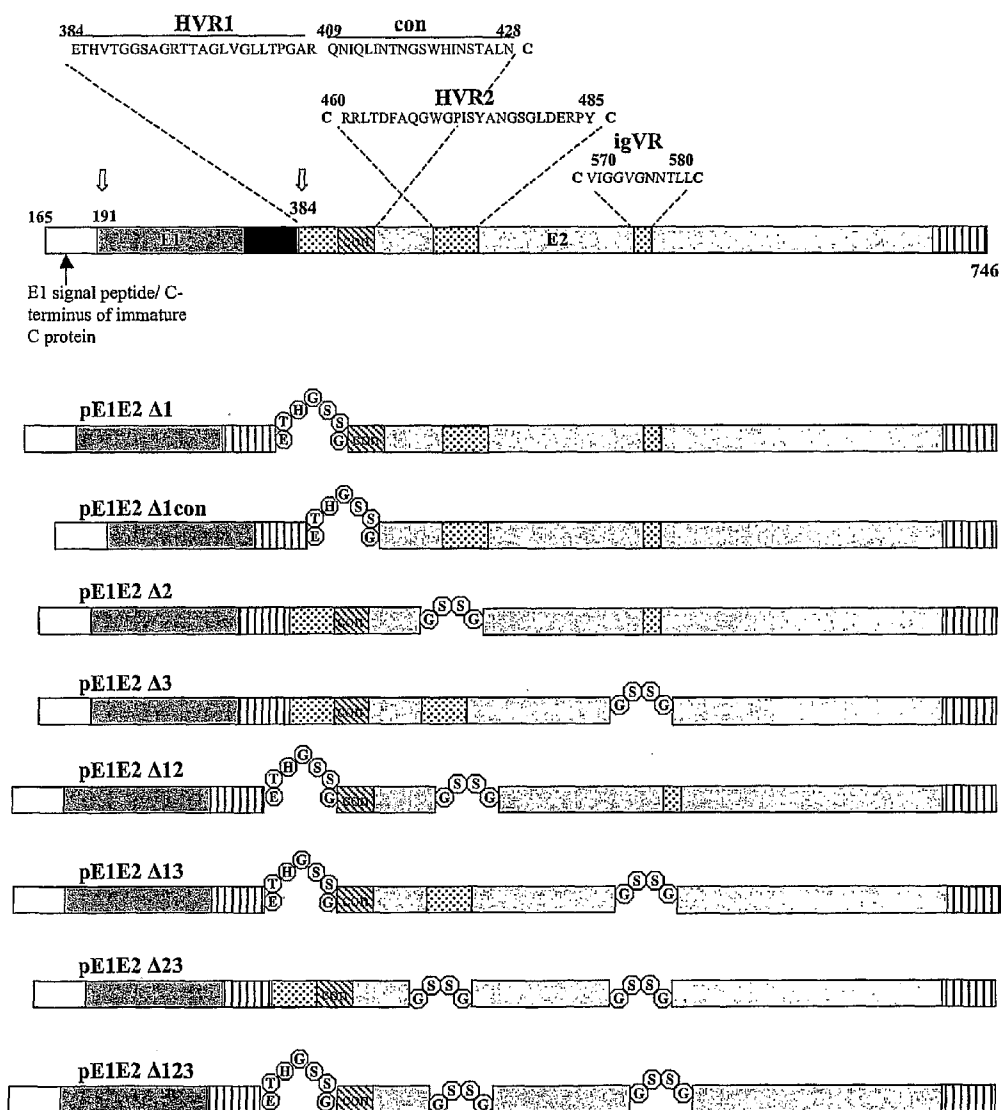 HVR1 con
384 409 428
ETHVTGGSAGRTTAGLVGLLTPGAR QNIQLINTNGSWHINSTALN C
HVR2
460 485
C RRLTDFAQGWGPISYANGSGLDERPY C
igVR
570 580
C VIGGVGNNTLLC
165 191 384
E1 con E2
746
E1 signal peptide/ C-
terminus of immature
C protein
pE1E2 Δ1
E T H G S S G con
pE1E2 Δ1con
E T H G S S G
pE1E2 Δ2
con G S S G
pE1E2 Δ3
con G S S G
pE1E2 Δ12
E T H G S S G con G S S G
pE1E2 Δ13
E T H G S S G con G S S G
pE1E2 Δ23
con G S S G G S S G
pE1E2 Δ123
E T H G S S G con G S S G G S S G